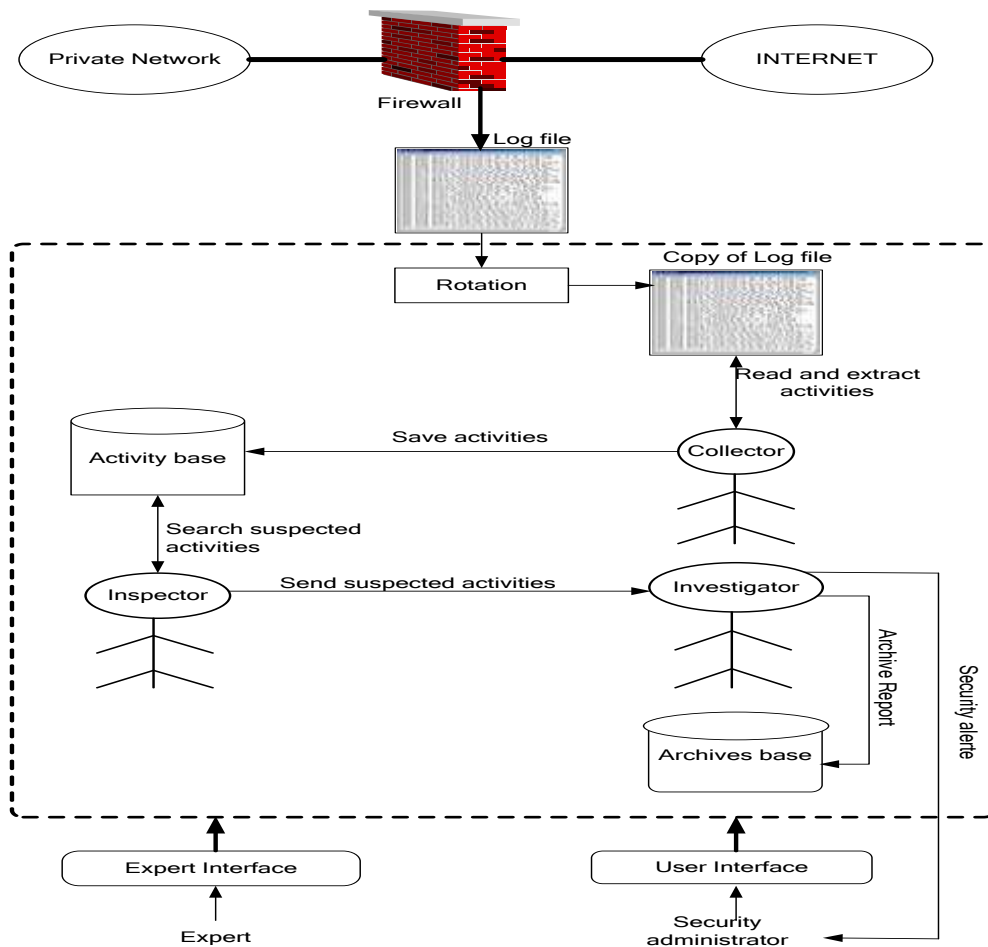 Private Network
INTERNET
Firewall
Log file
Copy of Log file
Rotation
Read and extract
activities
Save activities
Activity base
Collector
Search suspected
activities
Send suspected activities
Inspector
Investigator
Archive Report
Security alerte
Archives base
Expert Interface
User Interface
Expert
Security
administrator